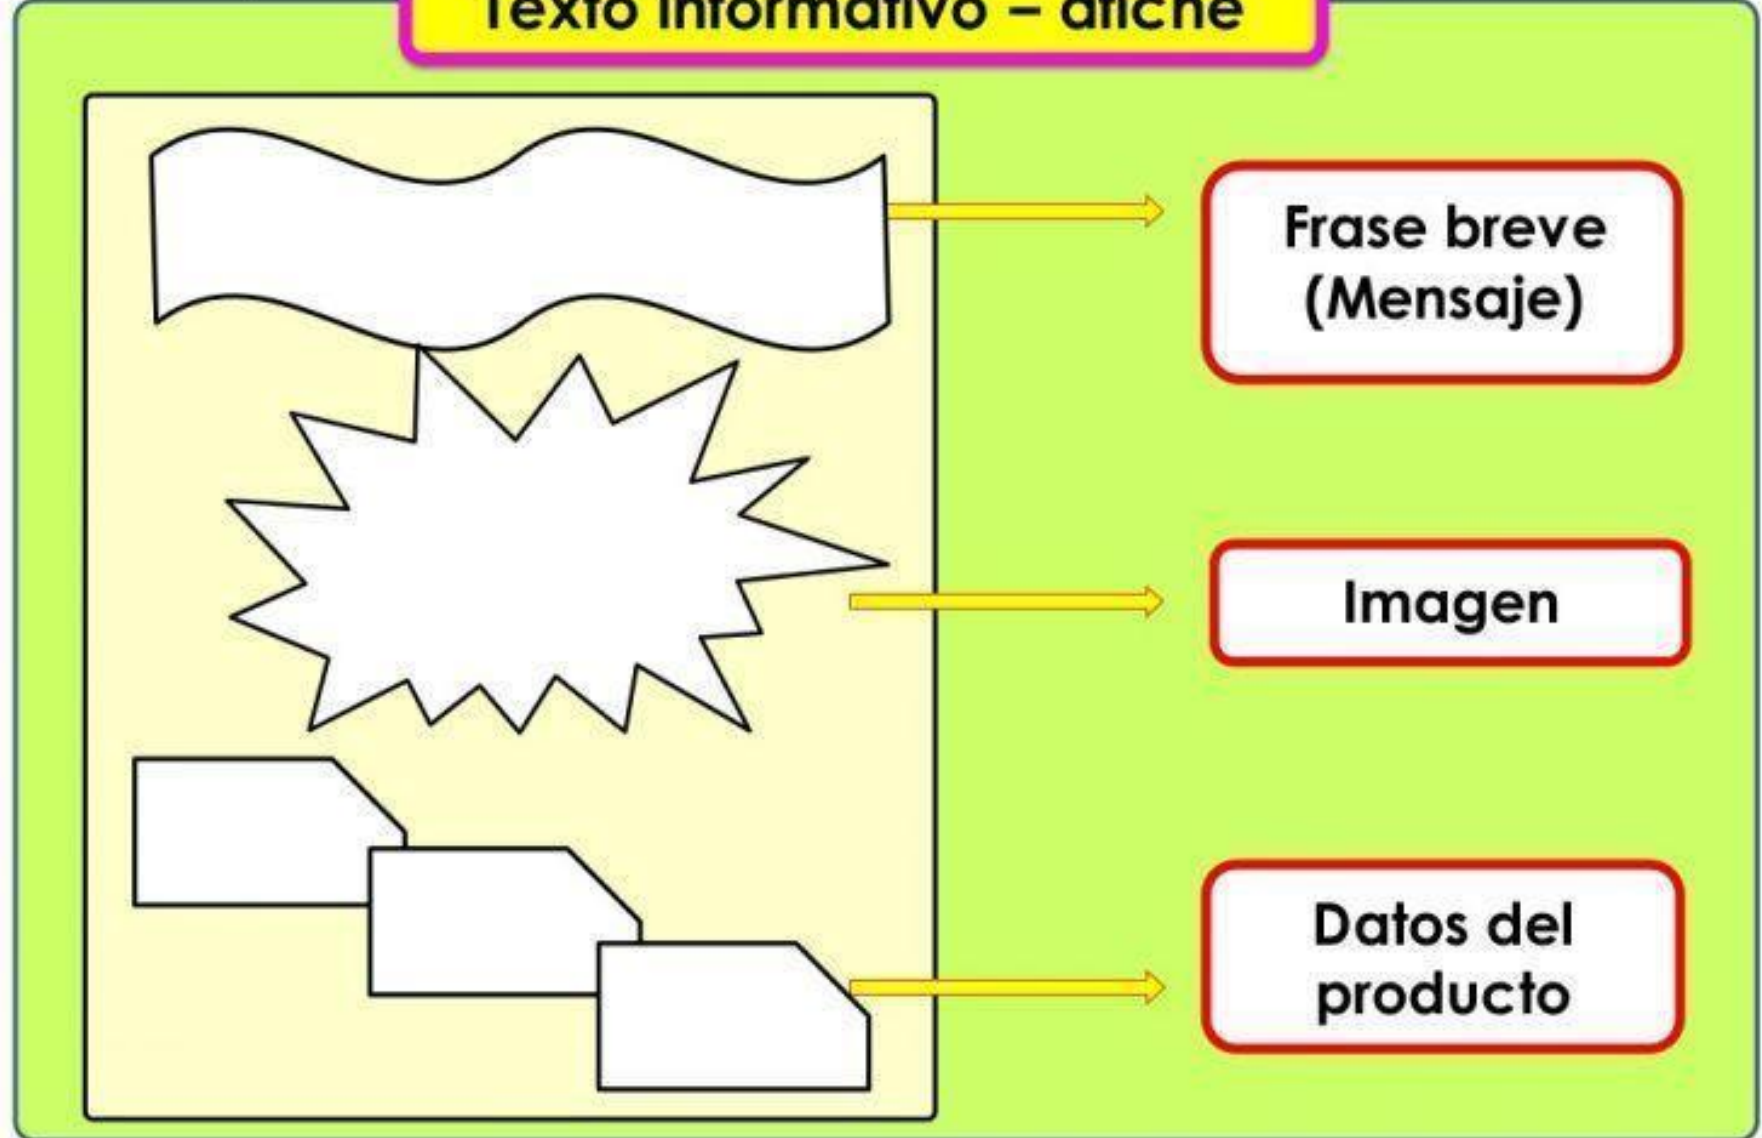 Texto informativo – afiche
Frase breve
(Mensaje)
Imagen
Datos del
producto